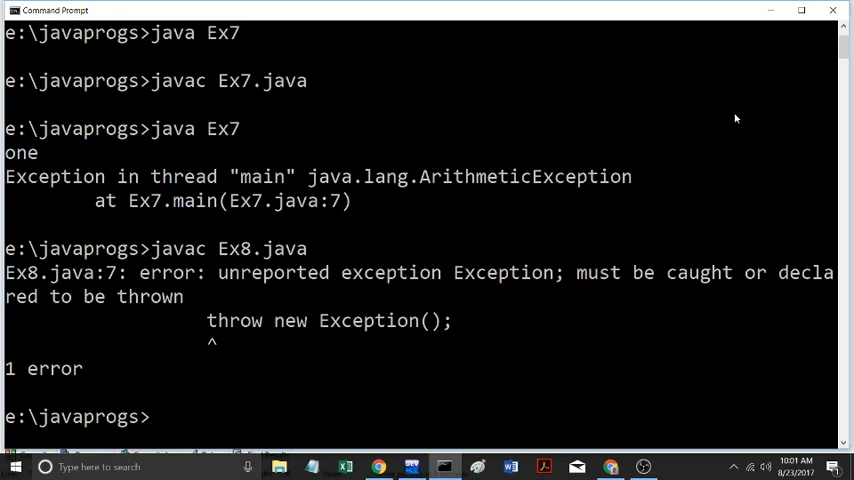 Command Prompt
e:\javaprogs>java Ex7
e:\javaprogs>javac Ex7.java
e:\javaprogs>java Ex7
one
Exception in thread "main" java.lang.ArithmeticException
at Ex7.main(Ex7.java:7)
e:\javaprogs>javac Ex8.java
Ex8.java:7: error: unreported exception Exception; must be caught or decla
red to be thrown
throw new Exception();
^
1 error
e:\javaprogs>
Type here to search
DEV
10:01 AM
8/23/2017